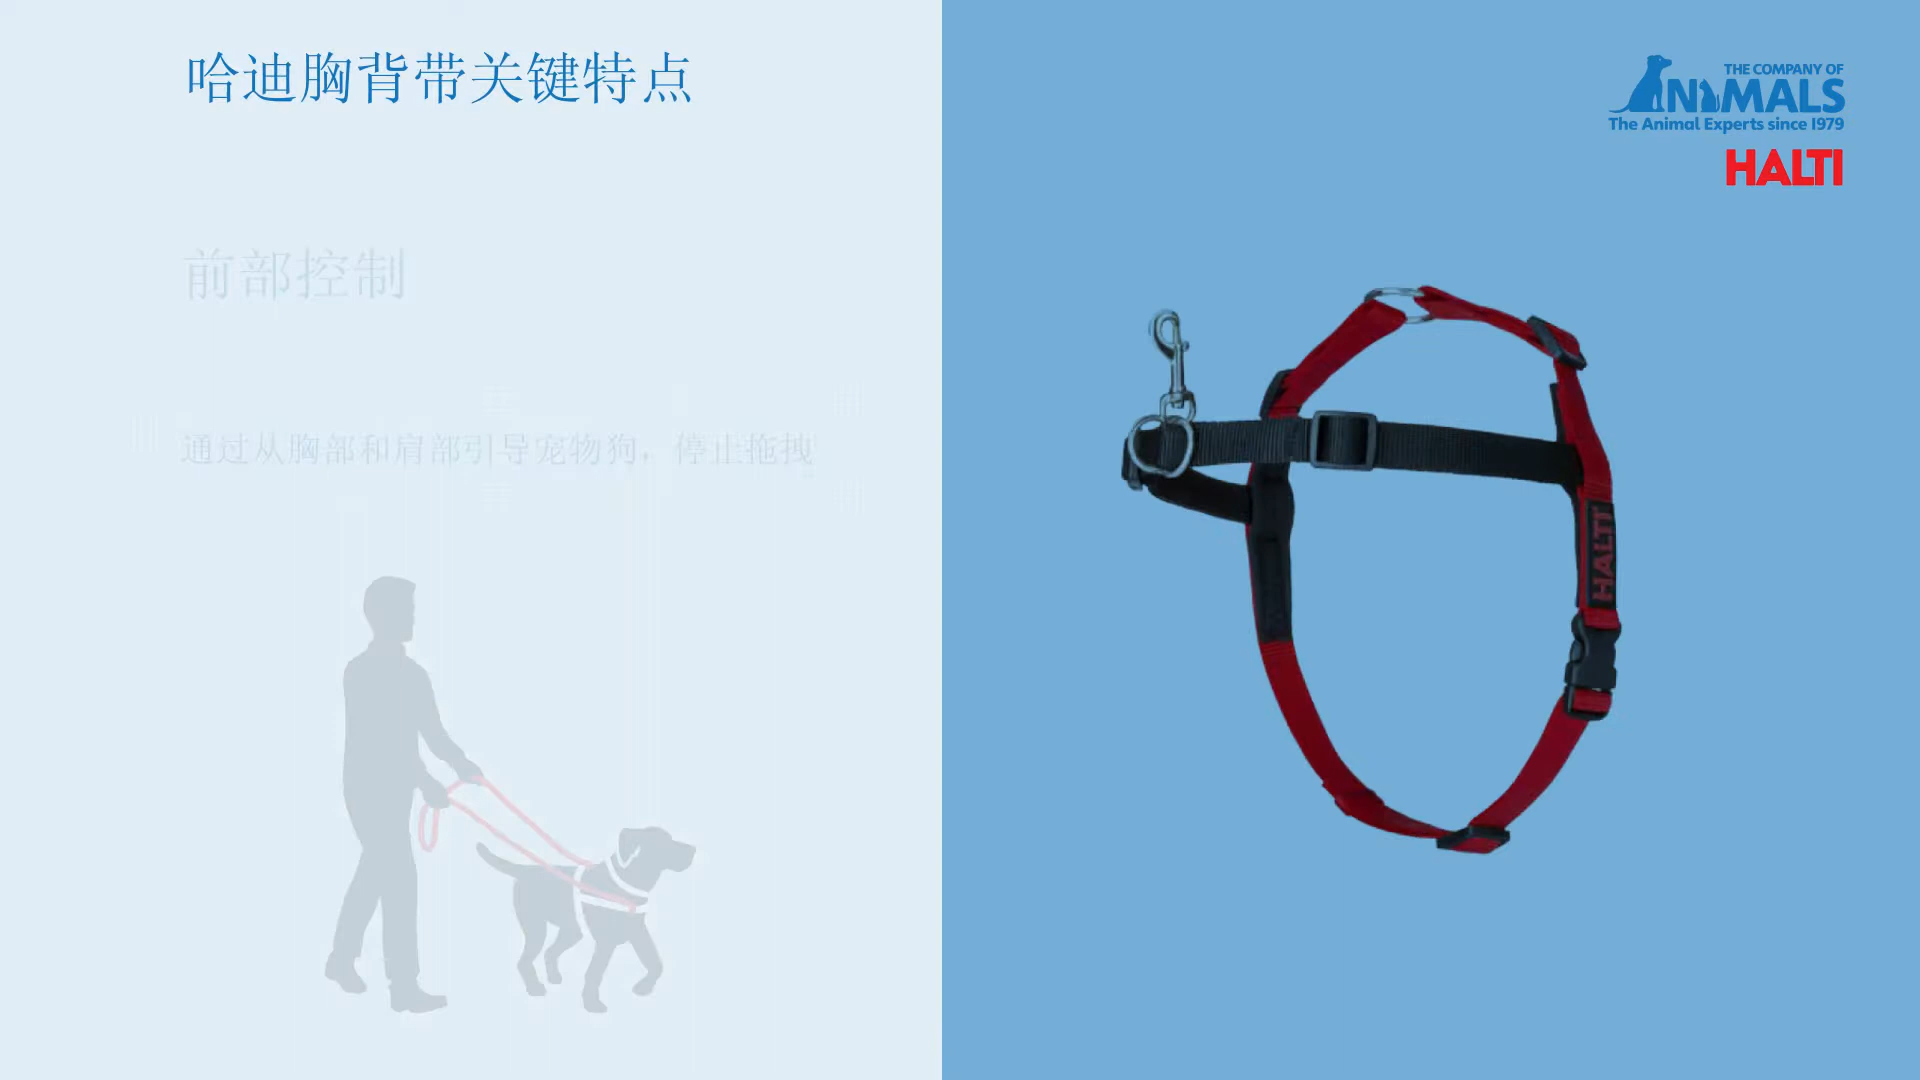 哈迪胸背带关键特点
THE COMPANY OF
ANIMALS
The Animal Experts since 1979
HALTI
前部控制
通过从胸部和肩部引导宠物狗，停止拖拽
HALTI